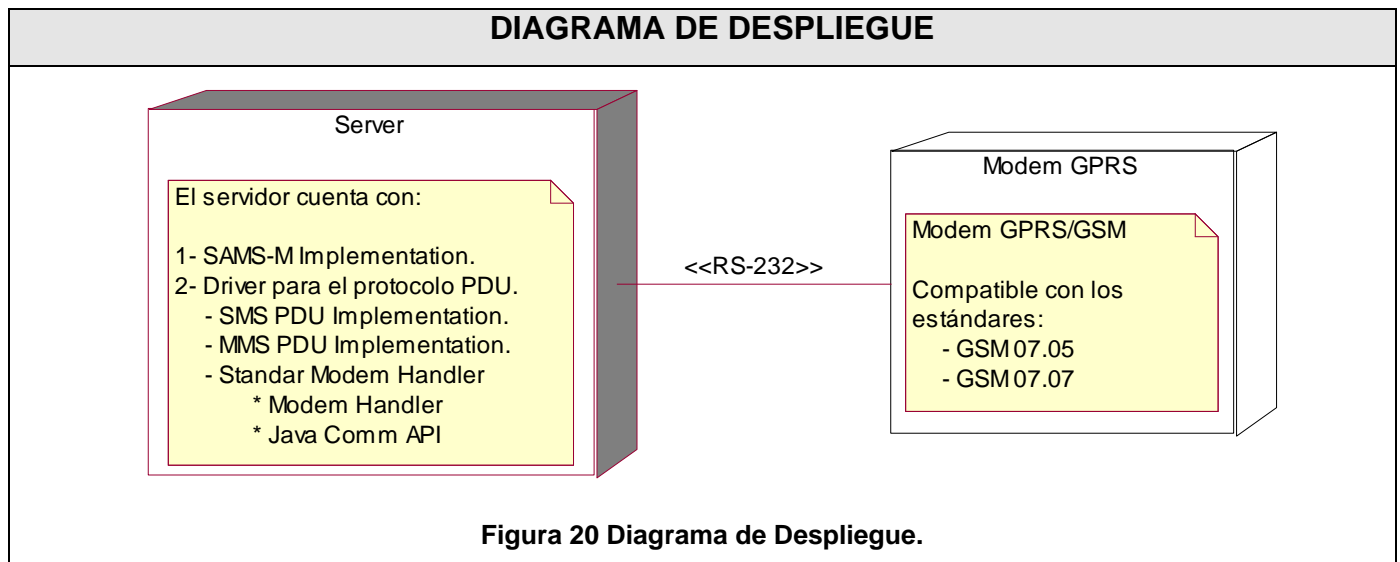 DIAGRAMA DE DESPLIEGUE
Server
El servidor cuenta con:
1- SAMS-M Implementation.
2- Driver para el protocolo PDU.
- SMS PDU Implementation.
- MMS PDU Implementation.
- Standar Modem Handler
* Modem Handler
* Java Comm API
<<RS-232>>
Modem GPRS
Modem GPRS/GSM
Compatible con los
estándares:
- GSM 07.05
- GSM 07.07
Figura 20 Diagrama de Despliegue.